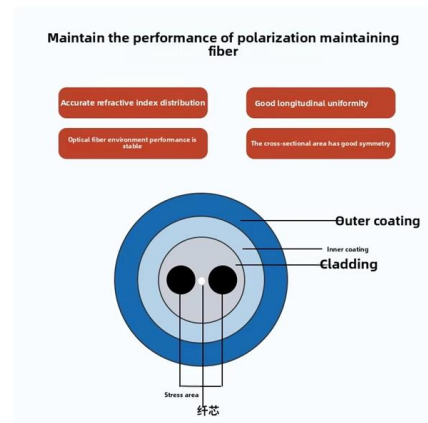 Maintain the performance of polarization maintaining
fiber
Accurate refractive index distribution
Good longitudinal uniformity
Optical fiber environment performance is
stable
The cross-sectional area has good symmetry
Outer coating
Inner coating
Cladding
Stress area
纤芯